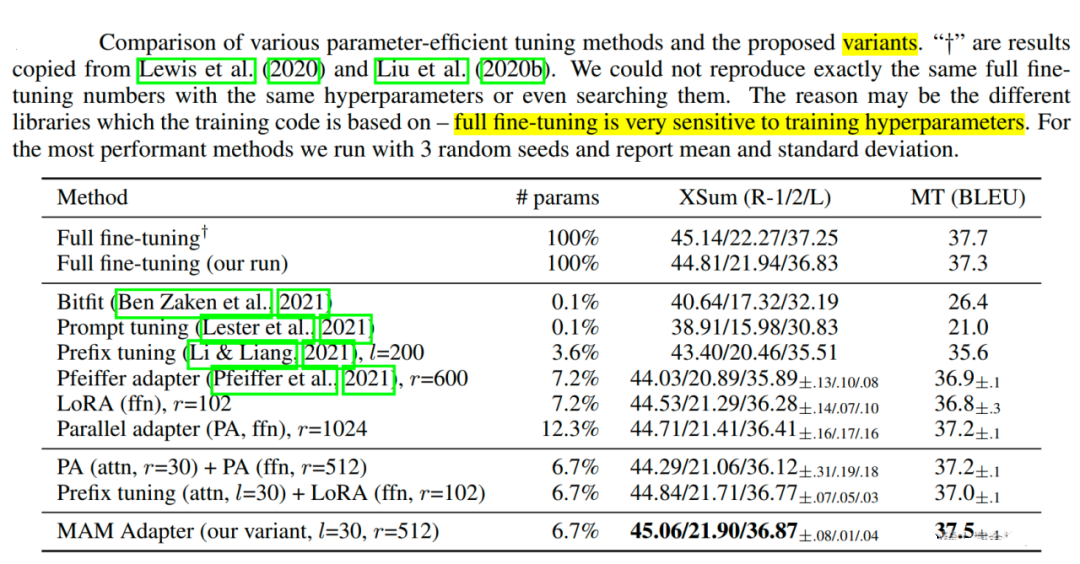 Comparison of various parameter-efficient tuning methods and the proposed variants. “†” are results
copied from Lewis et al. (2020) and Liu et al. (2020b). We could not reproduce exactly the same full fine-
tuning numbers with the same hyperparameters or even searching them. The reason may be the different
libraries which the training code is based on – full fine-tuning is very sensitive to training hyperparameters. For
the most performant methods we run with 3 random seeds and report mean and standard deviation.
Method # params XSum (R-1/2/L) MT (BLEU)
Full fine-tuning† 100% 45.14/22.27/37.25 37.7
Full fine-tuning (our run) 100% 44.81/21.94/36.83 37.3
Bitfit (Ben Zaken et al., 2021) 0.1% 40.64/17.32/32.19 26.4
Prompt tuning (Lester et al., 2021) 0.1% 38.91/15.98/30.83 21.0
Prefix tuning (Li & Liang, 2021), l=200 3.6% 43.40/20.46/35.51 35.6
Pfeiffer adapter (Pfeiffer et al., 2021), r=600 7.2% 44.03/20.89/35.89±.13/.10/.08 36.9±.1
LoRA (ffn), r=102 7.2% 44.53/21.29/36.28±.14/.07/.10 36.8±.3
Parallel adapter (PA, ffn), r=1024 12.3% 44.71/21.41/36.41±.16/.17/.16 37.2±.1
PA (attn, r=30) + PA (ffn, r=512) 6.7% 44.29/21.06/36.12±.31/.19/.18 37.2±.1
Prefix tuning (attn, l=30) + LoRA (ffn, r=102) 6.7% 44.84/21.71/36.77±.07/.05/.03 37.0±.1
MAM Adapter (our variant, l=30, r=512) 6.7% 45.06/21.90/36.87±.08/.01/.04 37.5